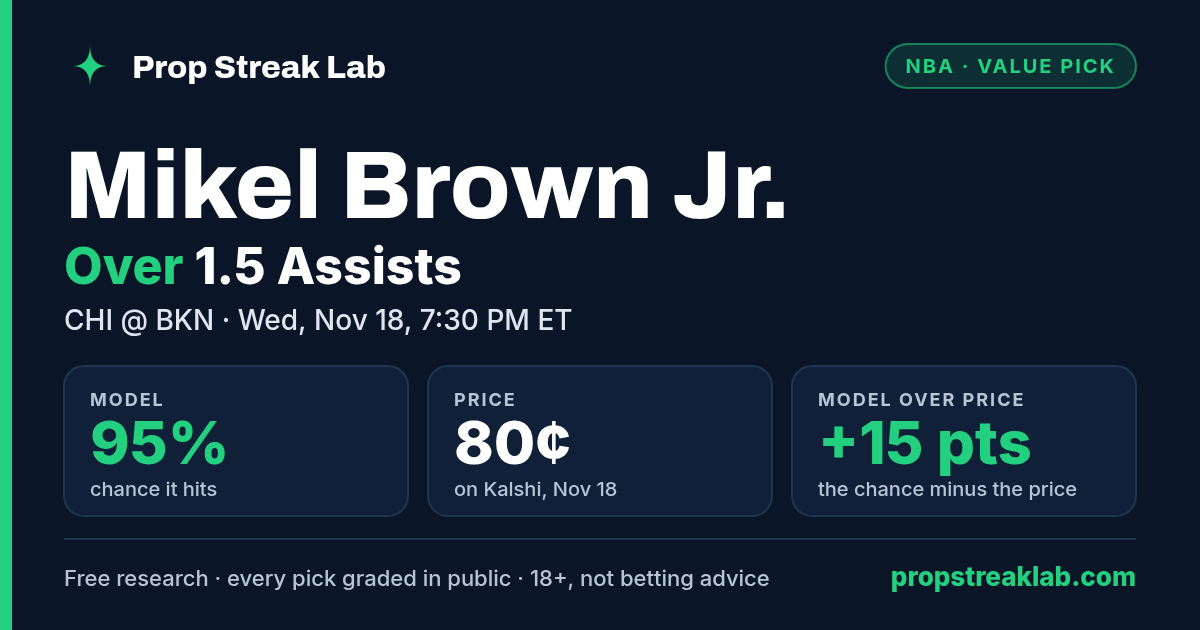 Prop Streak Lab
NBA · VALUE PICK
Mikel Brown Jr.
Over 1.5 Assists
CHI @ BKN · Wed, Nov 18, 7:30 PM ET
MODEL
95%
chance it hits
PRICE
80¢
on Kalshi, Nov 18
MODEL OVER PRICE
+15 pts
the chance minus the price
Free research · every pick graded in public · 18+, not betting advice
propstreaklab.com